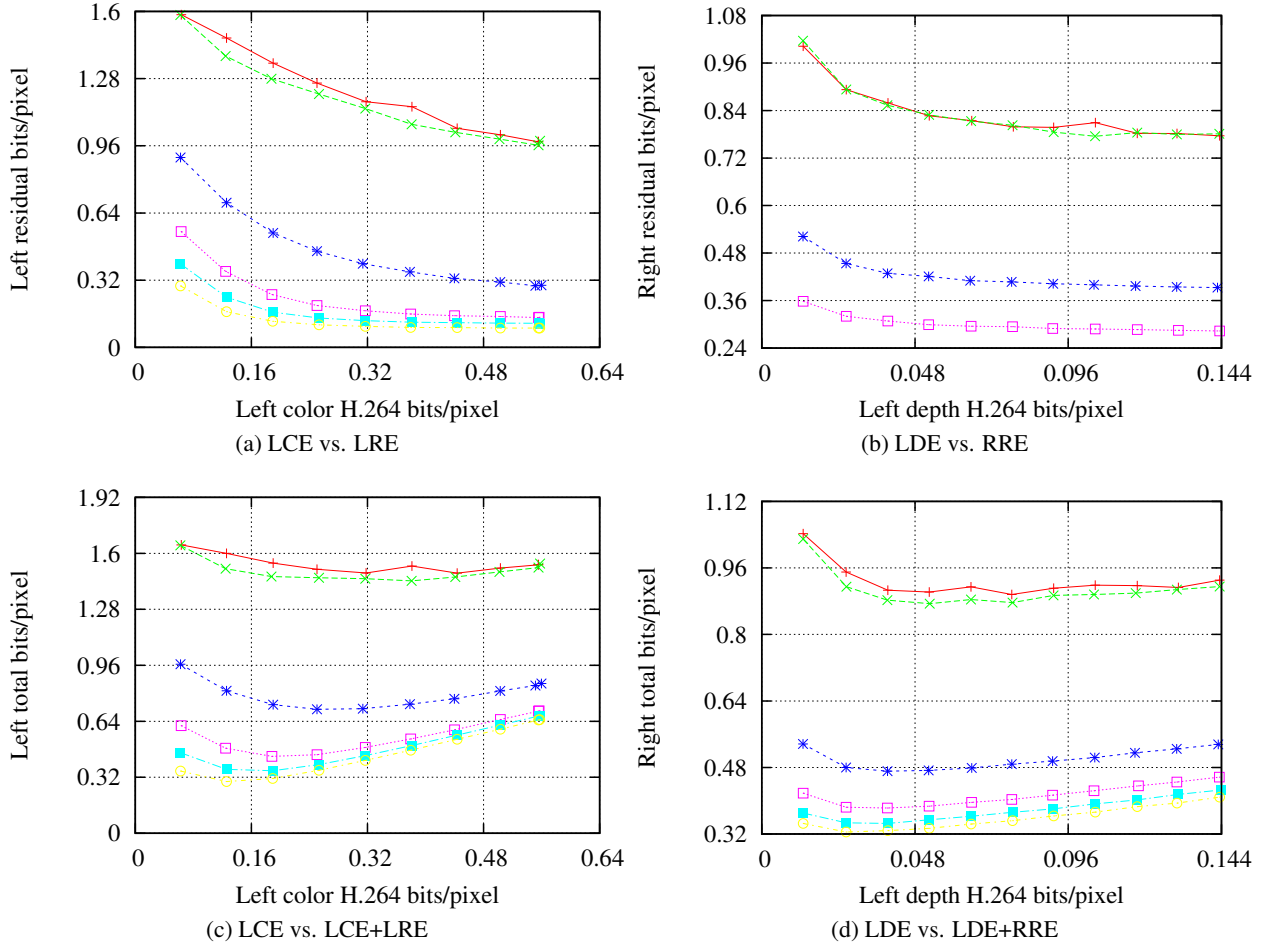 1.6
1.28
0.96
0.64
0.32
0
Left residual bits/pixel
0 0.16 0.32 0.48 0.64
Left color H.264 bits/pixel
(a) LCE vs. LRE
1.08
0.96
0.84
0.72
0.6
0.48
0.36
0.24
Right residual bits/pixel
0 0.048 0.096 0.144
Left depth H.264 bits/pixel
(b) LDE vs. RRE
1.92
1.6
1.28
0.96
0.64
0.32
0
Left total bits/pixel
0 0.16 0.32 0.48 0.64
Left color H.264 bits/pixel
(c) LCE vs. LCE+LRE
1.12
0.96
0.8
0.64
0.48
0.32
Right total bits/pixel
0 0.048 0.096 0.144
Left depth H.264 bits/pixel
(d) LDE vs. LDE+RRE